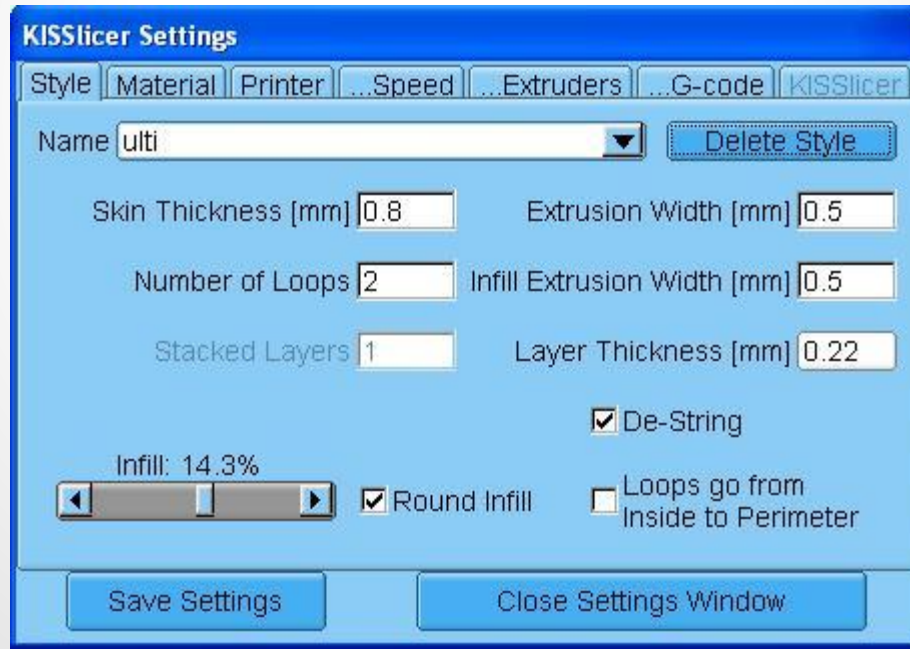 KISSlicer Settings
Style Material Printer ...Speed ...Extruders ...G-code KISSlicer
Name ulti Delete Style
Skin Thickness [mm] 0.8 Extrusion Width [mm] 0.5
Number of Loops 2 Infill Extrusion Width [mm] 0.5
Stacked Layers 1 Layer Thickness [mm] 0.22
De-String
Infill: 14.3%
Round Infill
Loops go from
Inside to Perimeter
Save Settings Close Settings Window